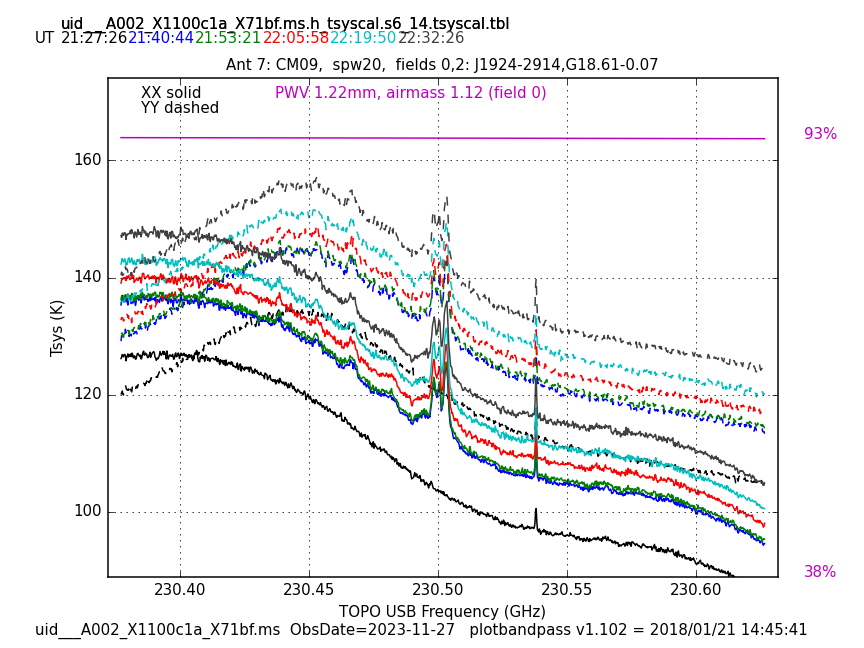 uid___A002_X1100c1a_X71bf.ms.h_tsyscal.s6_14.tsyscal.tbl
UT 21:27:26 21:40:44 21:53:21 22:05:58 22:19:50 22:32:26
Ant 7: CM09,  spw20,  fields 0,2: J1924-2914,G18.61-0.07
XX solid
YY dashed
PWV 1.22mm, airmass 1.12 (field 0)
93%
160
140
120
100
Tsys (K)
38%
230.40 230.45 230.50 230.55 230.60
TOPO USB Frequency (GHz)
uid___A002_X1100c1a_X71bf.ms  ObsDate=2023-11-27   plotbandpass v1.102 = 2018/01/21 14:45:41